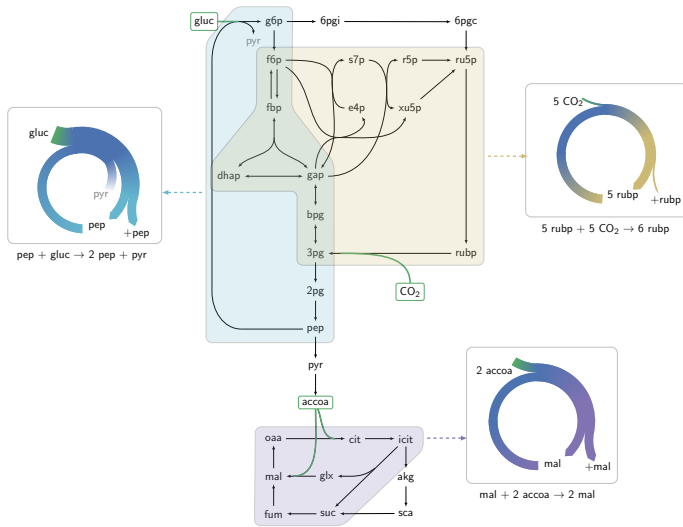 gluc
g6p
6pgi
6pgc
pyr
f6p
s7p
r5p
ru5p
fbp
e4p
xu5p
dhap
gap
bpg
3pg
rubp
2pg
CO₂
pep
pyr
accoa
oaa
cit
icit
mal
glx
akg
fum
suc
sca
gluc
pyr
pep
+pep
pep + gluc → 2 pep + pyr
5 CO₂
5 rubp
+rubp
5 rubp + 5 CO₂ → 6 rubp
2 accoa
mal
+mal
mal + 2 accoa → 2 mal